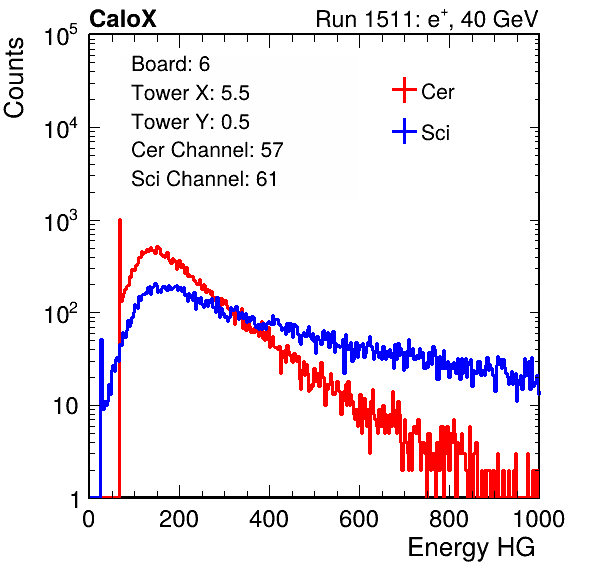 CaloX Run 1511: e⁺, 40 GeV
Board: 6
Tower X: 5.5
Tower Y: 0.5
Cer Channel: 57
Sci Channel: 61
Cer
Sci
Counts
10⁵
10⁴
10³
10²
10
1
0 200 400 600 800 1000
Energy HG